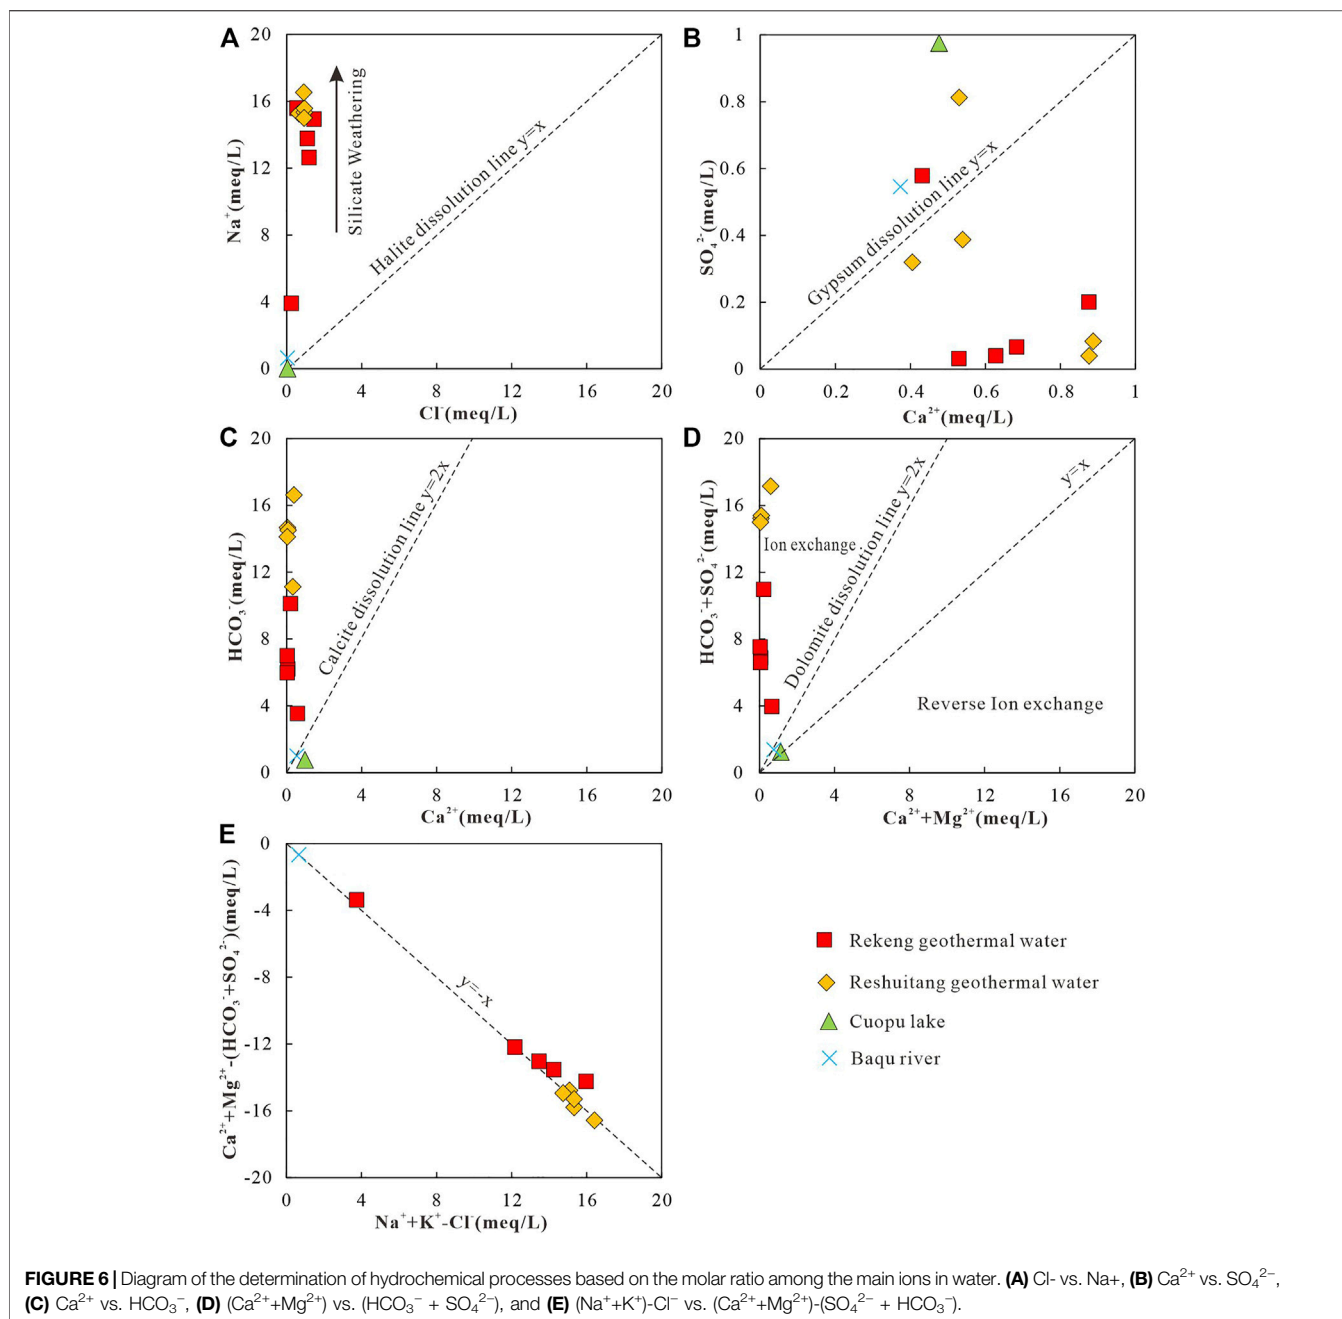 A
20
16
12
8
4
0
Na⁺(meq/L)
Silicate Weathering
Halite dissolution line y=x
0 4 8 12 16 20
Cl⁻(meq/L)
B
1
0.8
0.6
0.4
0.2
0
SO₄²⁻(meq/L)
Gypsum dissolution line y=x
0 0.2 0.4 0.6 0.8 1
Ca²⁺(meq/L)
C
20
16
12
8
4
0
HCO₃⁻(meq/L)
Calcite dissolution line y=2x
0 4 8 12 16 20
Ca²⁺(meq/L)
D
20
16
12
8
4
0
HCO₃⁻+SO₄²⁻(meq/L)
Ion exchange
Dolomite dissolution line y=2x
y=x
Reverse Ion exchange
0 4 8 12 16 20
Ca²⁺+Mg²⁺(meq/L)
E
0
-4
-8
-12
-16
-20
Ca²⁺+Mg²⁺-(HCO₃⁻+SO₄²⁻)(meq/L)
y=-x
0 4 8 12 16 20
Na⁺+K⁺-Cl⁻(meq/L)
Rekeng geothermal water
Reshuitang geothermal water
Cuopu lake
Baqu river
FIGURE 6 | Diagram of the determination of hydrochemical processes based on the molar ratio among the main ions in water. (A) Cl- vs. Na+, (B) Ca²⁺ vs. SO₄²⁻,
(C) Ca²⁺ vs. HCO₃⁻, (D) (Ca²⁺+Mg²⁺) vs. (HCO₃⁻ + SO₄²⁻), and (E) (Na⁺+K⁺)-Cl⁻ vs. (Ca²⁺+Mg²⁺)-(SO₄²⁻ + HCO₃⁻).